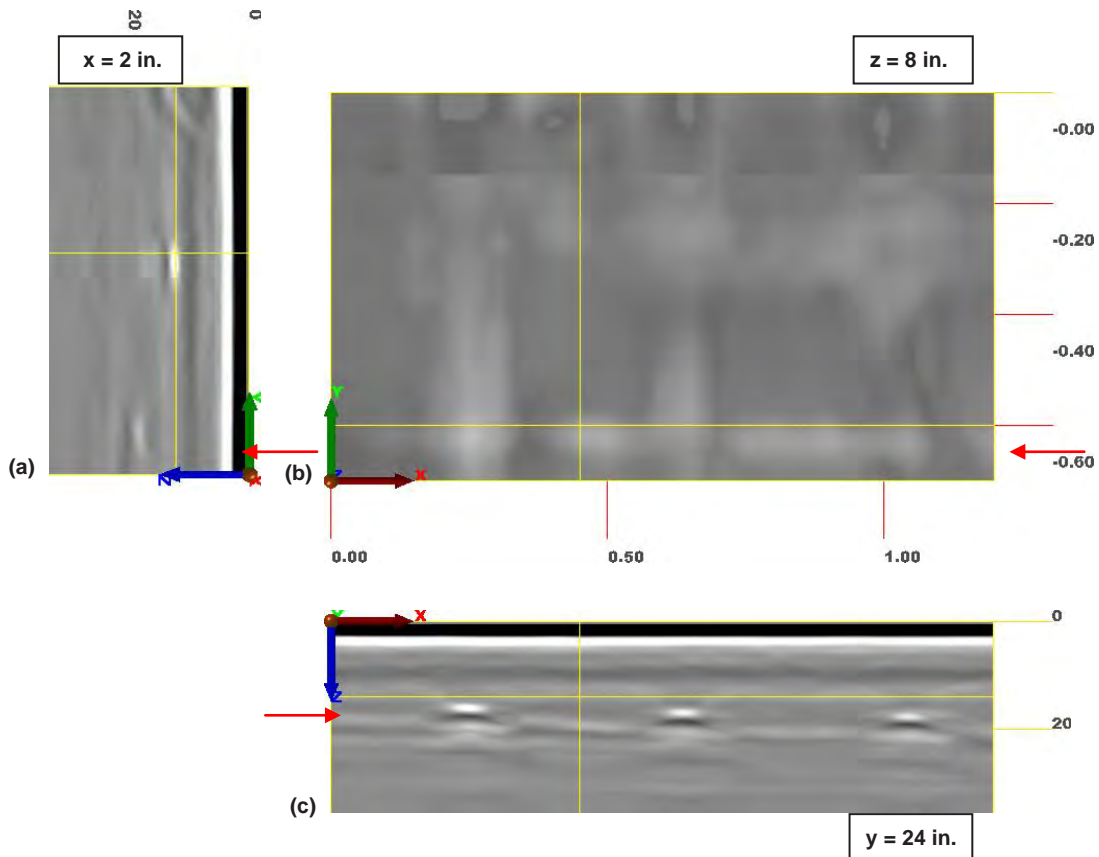 20
0
x = 2 in.
z = 8 in.
-0.00
-0.20
-0.40
-0.60
Y
Z
X
(a)
Y
Z
X
(b)
0.00
0.50
1.00
Y
X
Z
0
20
(c)
y = 24 in.